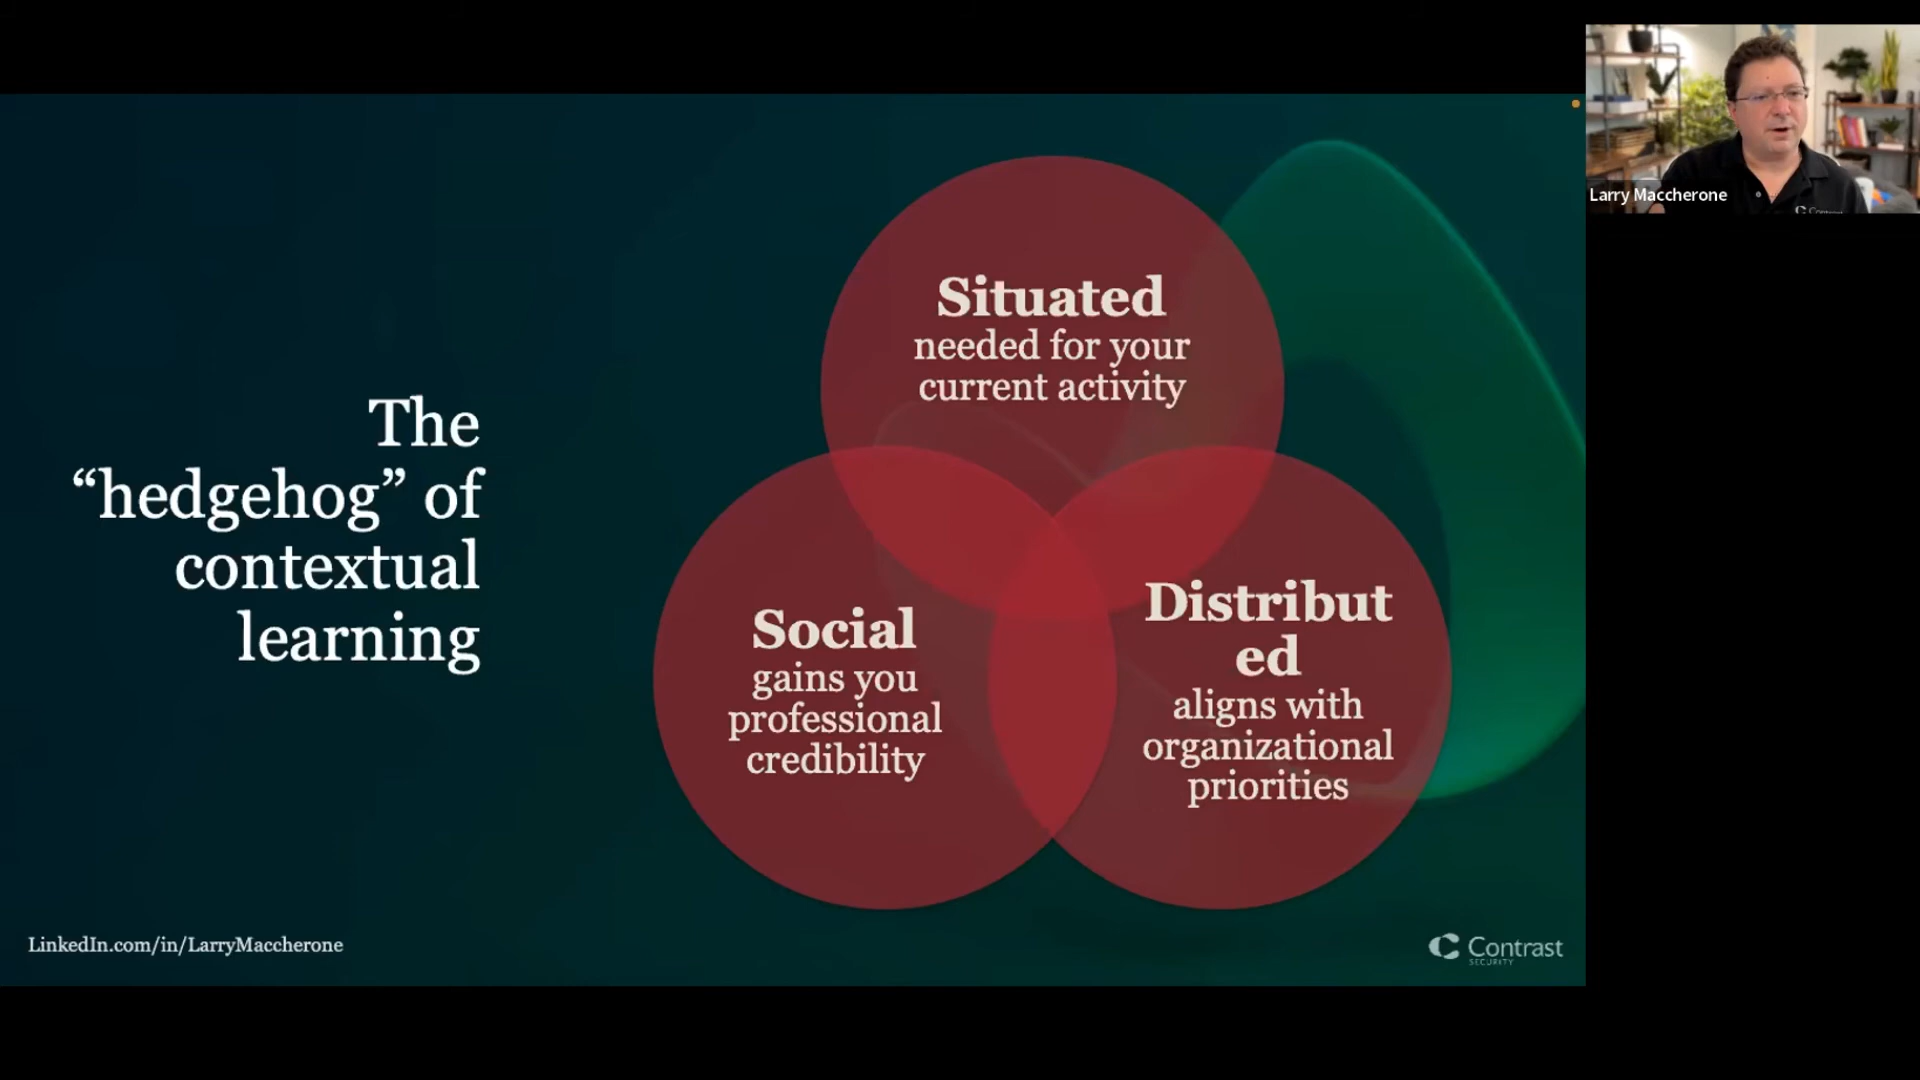 The
“hedgehog” of
contextual
learning
Situated
needed for your
current activity
Social
gains you
professional
credibility
Distribut
ed
aligns with
organizational
priorities
LinkedIn.com/in/LarryMaccherone
Contrast
SECURITY
Larry Maccherone